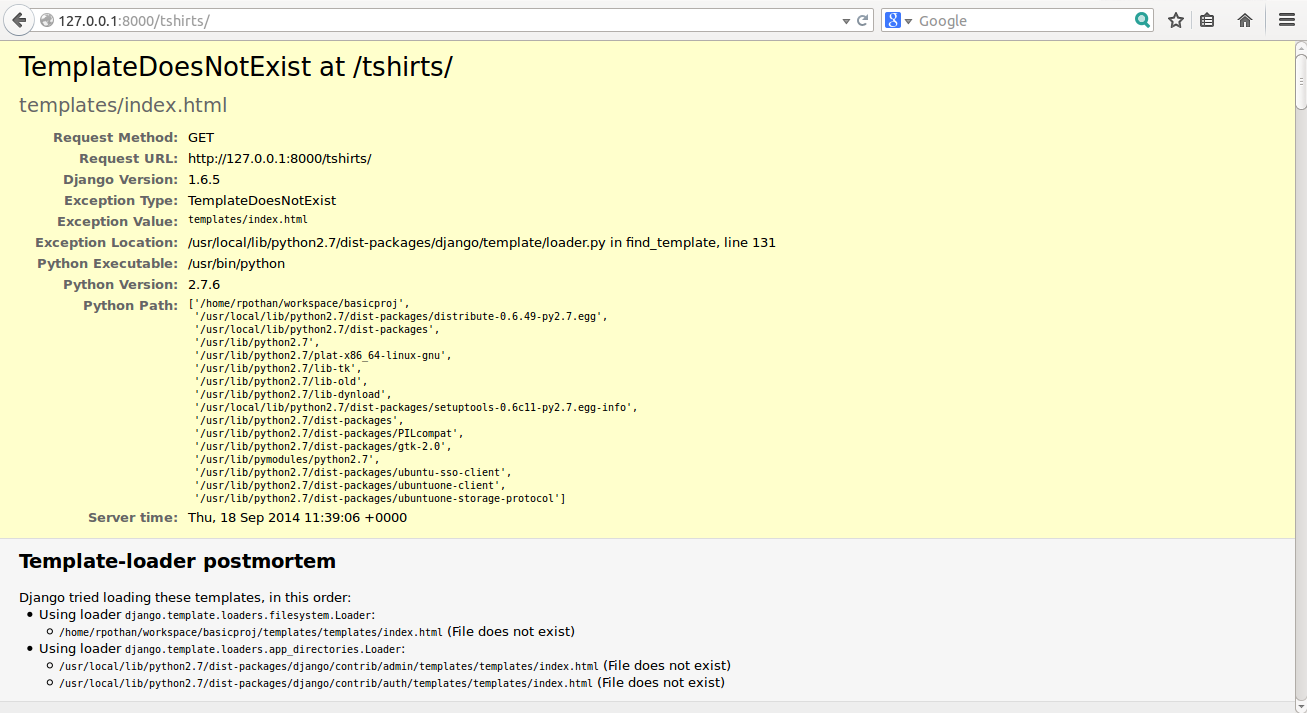 127.0.0.1:8000/tshirts/
Google
TemplateDoesNotExist at /tshirts/
templates/index.html
Request Method: GET
Request URL: http://127.0.0.1:8000/tshirts/
Django Version: 1.6.5
Exception Type: TemplateDoesNotExist
Exception Value: templates/index.html
Exception Location: /usr/local/lib/python2.7/dist-packages/django/template/loader.py in find_template, line 131
Python Executable: /usr/bin/python
Python Version: 2.7.6
Python Path: ['/home/rpothan/workspace/basicproj',
'/usr/local/lib/python2.7/dist-packages/distribute-0.6.49-py2.7.egg',
'/usr/local/lib/python2.7/dist-packages',
'/usr/lib/python2.7',
'/usr/lib/python2.7/plat-x86_64-linux-gnu',
'/usr/lib/python2.7/lib-tk',
'/usr/lib/python2.7/lib-old',
'/usr/lib/python2.7/lib-dynload',
'/usr/local/lib/python2.7/dist-packages/setuptools-0.6c11-py2.7.egg-info',
'/usr/lib/python2.7/dist-packages',
'/usr/lib/python2.7/dist-packages/PILcompat',
'/usr/lib/python2.7/dist-packages/gtk-2.0',
'/usr/lib/pymodules/python2.7',
'/usr/lib/python2.7/dist-packages/ubuntu-sso-client',
'/usr/lib/python2.7/dist-packages/ubuntuone-client',
'/usr/lib/python2.7/dist-packages/ubuntuone-storage-protocol']
Server time: Thu, 18 Sep 2014 11:39:06 +0000
Template-loader postmortem
Django tried loading these templates, in this order:
• Using loader django.template.loaders.filesystem.Loader:
◦ /home/rpothan/workspace/basicproj/templates/templates/index.html (File does not exist)
• Using loader django.template.loaders.app_directories.Loader:
◦ /usr/local/lib/python2.7/dist-packages/django/contrib/admin/templates/templates/index.html (File does not exist)
◦ /usr/local/lib/python2.7/dist-packages/django/contrib/auth/templates/templates/index.html (File does not exist)